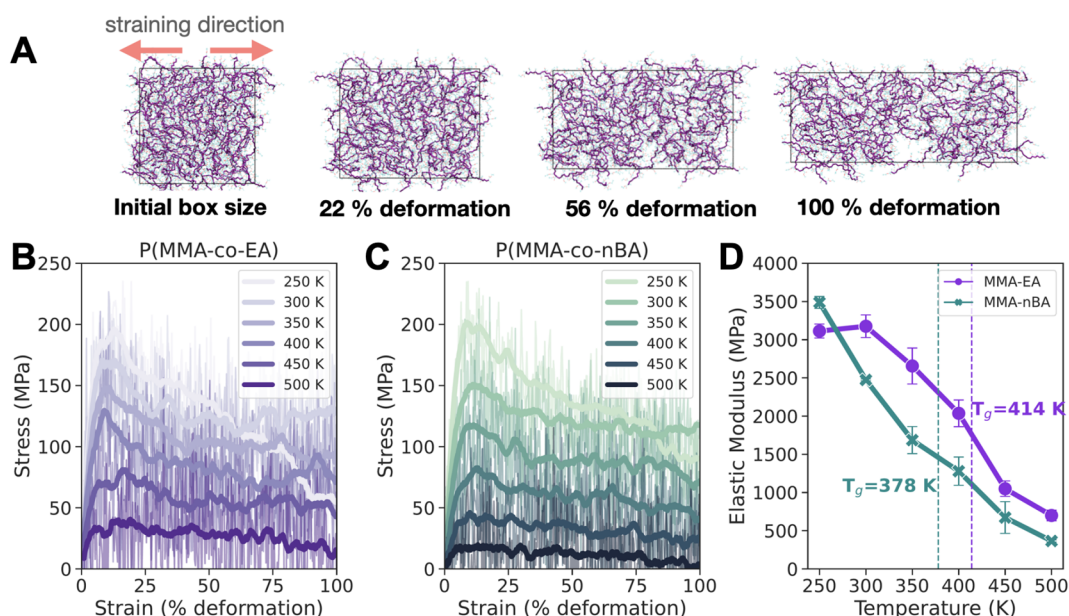 A
straining direction
Initial box size
22 % deformation
56 % deformation
100 % deformation
B
P(MMA-co-EA)
250
200
150
100
50
0
Stress (MPa)
0
25
50
75
100
Strain (% deformation)
250 K
300 K
350 K
400 K
450 K
500 K
C
P(MMA-co-nBA)
250
200
150
100
50
0
Stress (MPa)
0
25
50
75
100
Strain (% deformation)
250 K
300 K
350 K
400 K
450 K
500 K
D
4000
3500
3000
2500
2000
1500
1000
500
0
Elastic Modulus (MPa)
250
300
350
400
450
500
Temperature (K)
MMA-EA
MMA-nBA
Tg=414 K
Tg=378 K